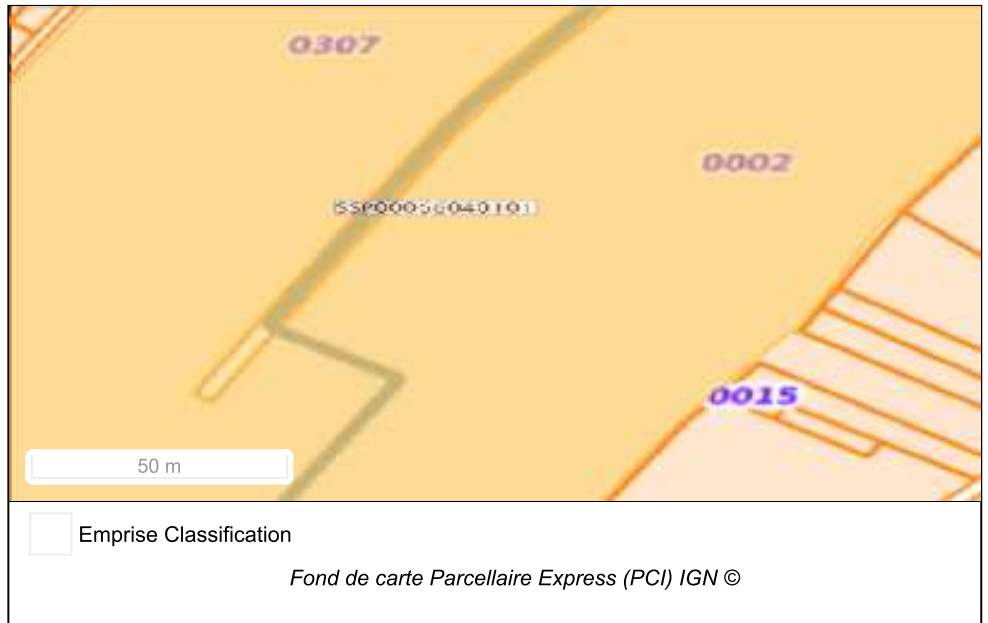 0307
0002
0015
50 m
Emprise Classification
Fond de carte Parcellaire Express (PCI) IGN ©